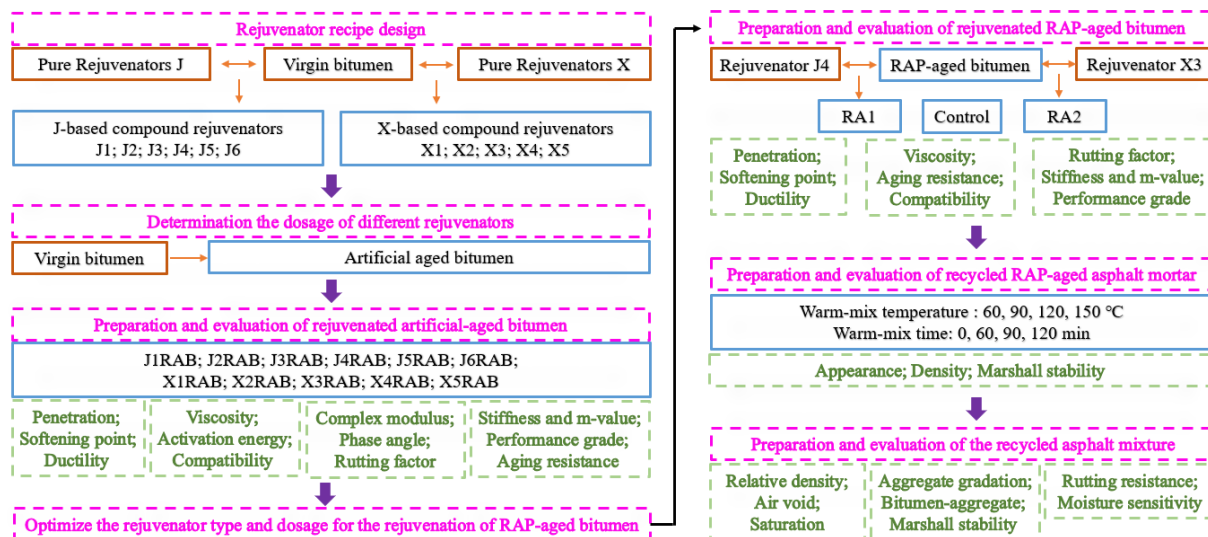 Rejuvenator recipe design
Pure Rejuvenators J
Virgin bitumen
Pure Rejuvenators X
J-based compound rejuvenators
J1; J2; J3; J4; J5; J6
X-based compound rejuvenators
X1; X2; X3; X4; X5
Determination the dosage of different rejuvenators
Virgin bitumen
Artificial aged bitumen
Preparation and evaluation of rejuvenated artificial-aged bitumen
J1RAB; J2RAB; J3RAB; J4RAB; J5RAB; J6RAB;
X1RAB; X2RAB; X3RAB; X4RAB; X5RAB
Penetration;
Softening point;
Ductility
Viscosity;
Activation energy;
Compatibility
Complex modulus;
Phase angle;
Rutting factor
Stiffness and m-value;
Performance grade;
Aging resistance
Optimize the rejuvenator type and dosage for the rejuvenation of RAP-aged bitumen
Preparation and evaluation of rejuvenated RAP-aged bitumen
Rejuvenator J4
RAP-aged bitumen
Rejuvenator X3
RA1
Control
RA2
Penetration;
Softening point;
Ductility
Viscosity;
Aging resistance;
Compatibility
Rutting factor;
Stiffness and m-value;
Performance grade
Preparation and evaluation of recycled RAP-aged asphalt mortar
Warm-mix temperature : 60, 90, 120, 150 ℃
Warm-mix time: 0, 60, 90, 120 min
Appearance; Density; Marshall stability
Preparation and evaluation of the recycled asphalt mixture
Relative density;
Air void;
Saturation
Aggregate gradation;
Bitumen-aggregate;
Marshall stability
Rutting resistance;
Moisture sensitivity